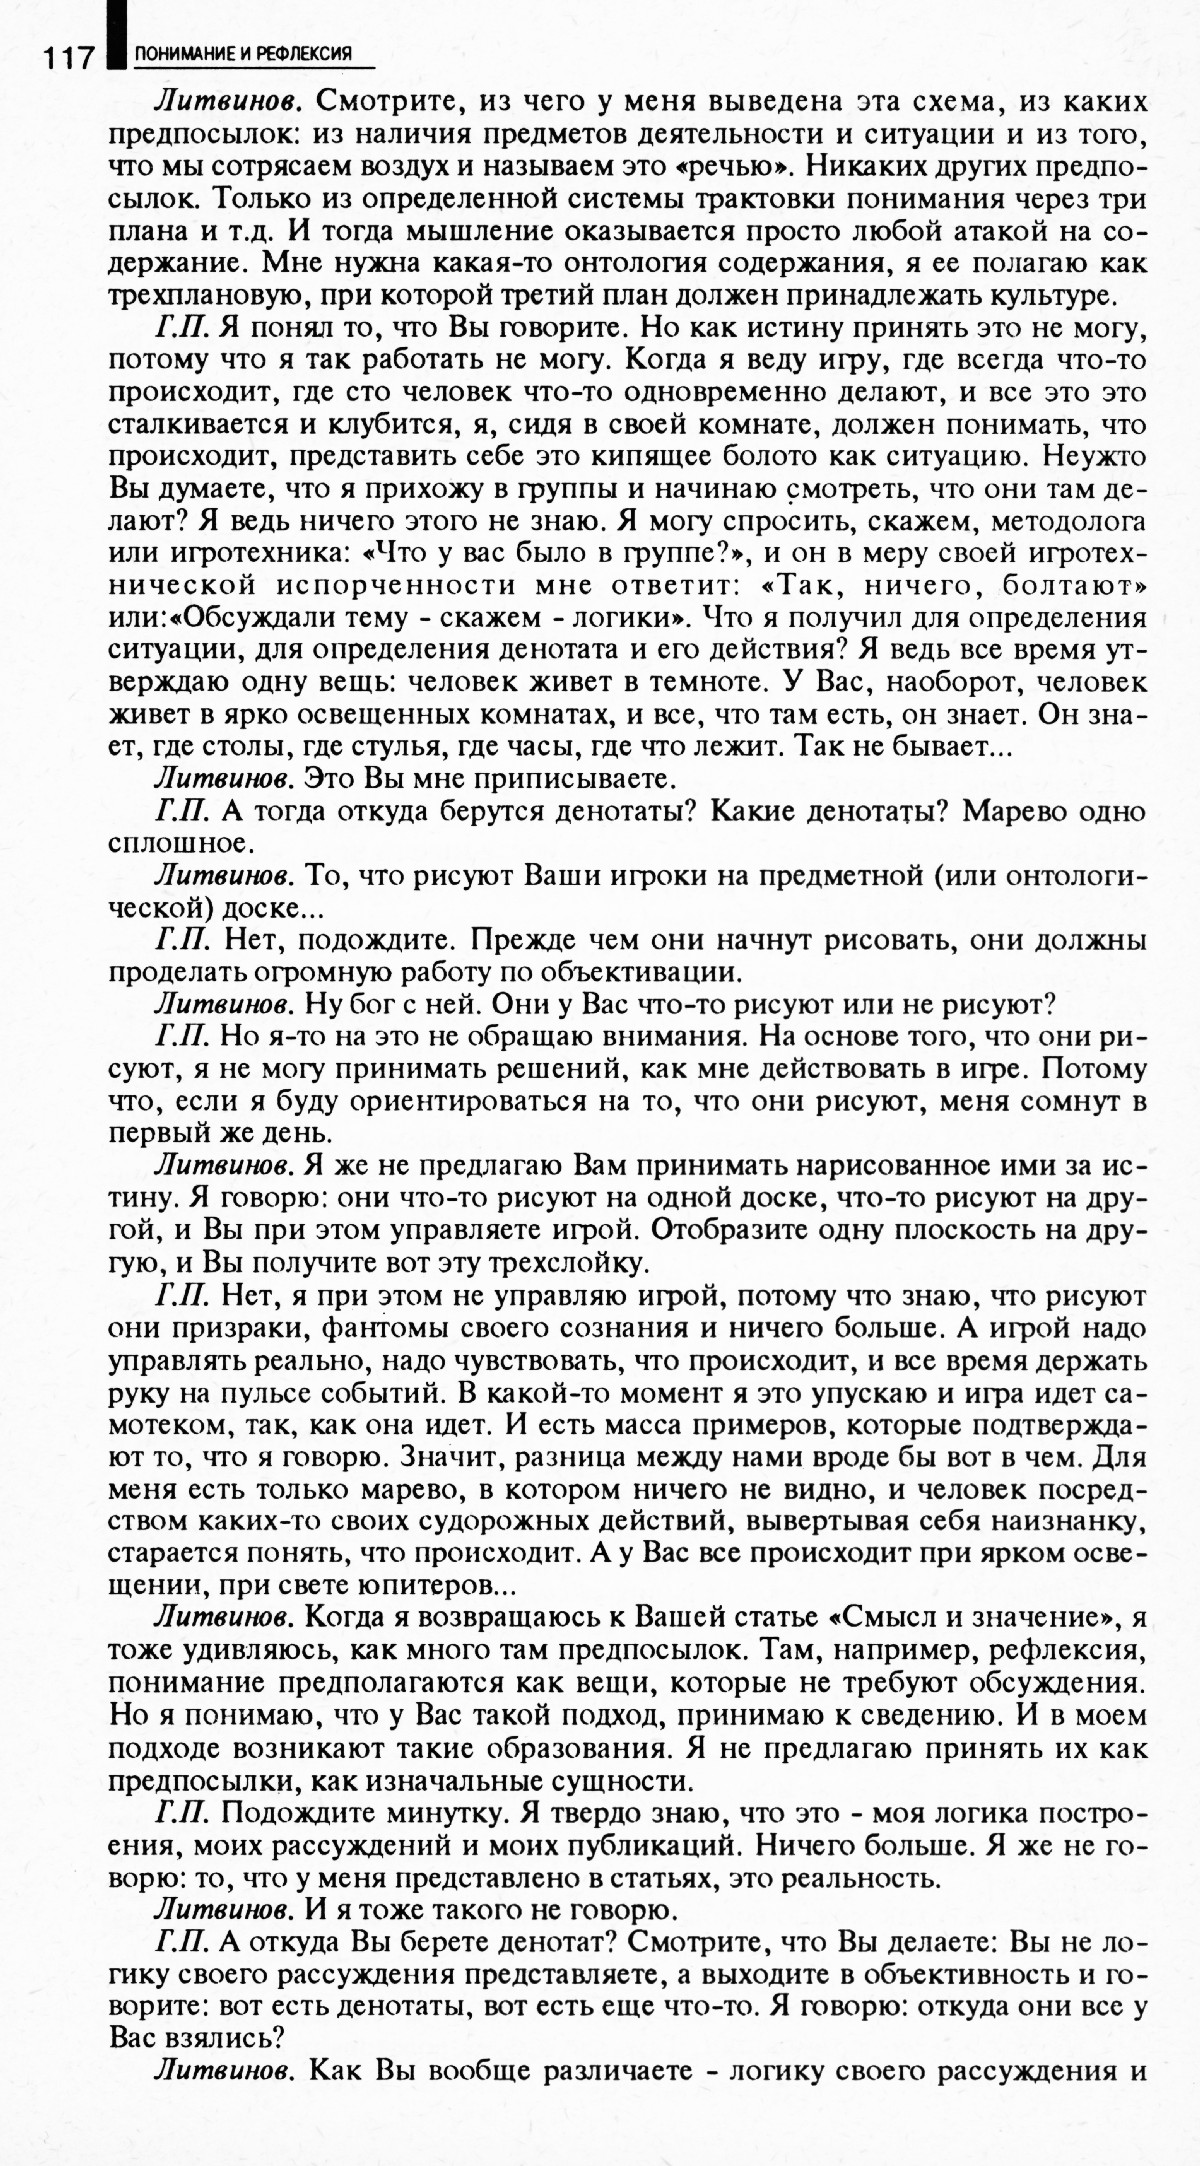 117 ПОНИМАНИЕ И РЕФЛЕКСИЯ
Литвинов. Смотрите, из чего у меня выведена эта схема, из каких
предпосылок: из наличия предметов деятельности и ситуации и из того,
что мы сотрясаем воздух и называем это «речью». Никаких других предпо-
сылок. Только из определенной системы трактовки понимания через три
плана и т.д. И тогда мышление оказывается просто любой атакой на со-
держание. Мне нужна какая-то онтология содержания, я ее полагаю как
трехплановую, при которой третий план должен принадлежать культуре.
Г.П. Я понял то, что Вы говорите. Но как истину принять это не могу,
потому что я так работать не могу. Когда я веду игру, где всегда что-то
происходит, где сто человек что-то одновременно делают, и все это это
сталкивается и клубится, я, сидя в своей комнате, должен понимать, что
происходит, представить себе это кипящее болото как ситуацию. Неужто
Вы думаете, что я прихожу в группы и начинаю смотреть, что они там де-
лают? Я ведь ничего этого не знаю. Я могу спросить, скажем, методолога
или игротехника: «Что у вас было в группе?», и он в меру своей игротех-
нической испорченности мне ответит: «Так, ничего, болтают»
или:«Обсуждали тему - скажем - логики». Что я получил для определения
ситуации, для определения денотата и его действия? Я ведь все время ут-
верждаю одну вещь: человек живет в темноте. У Вас, наоборот, человек
живет в ярко освещенных комнатах, и все, что там есть, он знает. Он зна-
ет, где столы, где стулья, где часы, где что лежит. Так не бывает...
Литвинов. Это Вы мне приписываете.
Г.П. А тогда откуда берутся денотаты? Какие денотаты? Марево одно
сплошное.
Литвинов. То, что рисуют Ваши игроки на предметной (или онтологи-
ческой) доске...
Г.П. Нет, подождите. Прежде чем они начнут рисовать, они должны
проделать огромную работу по объективации.
Литвинов. Ну бог с ней. Они у Вас что-то рисуют или не рисуют?
Г.П. Но я-то на это не обращаю внимания. На основе того, что они ри-
суют, я не могу принимать решений, как мне действовать в игре. Потому
что, если я буду ориентироваться на то, что они рисуют, меня сомнут в
первый же день.
Литвинов. Я же не предлагаю Вам принимать нарисованное ими за ис-
тину. Я говорю: они что-то рисуют на одной доске, что-то рисуют на дру-
гой, и Вы при этом управляете игрой. Отобразите одну плоскость на дру-
гую, и Вы получите вот эту трехслойку.
Г.П. Нет, я при этом не управляю игрой, потому что знаю, что рисуют
они призраки, фантомы своего сознания и ничего больше. А игрой надо
управлять реально, надо чувствовать, что происходит, и все время держать
руку на пульсе событий. В какой-то момент я это упускаю и игра идет са-
мотеком, так, как она идет. И есть масса примеров, которые подтвержда-
ют то, что я говорю. Значит, разница между нами вроде бы вот в чем. Для
меня есть только марево, в котором ничего не видно, и человек посред-
ством каких-то своих судорожных действий, вывертывая себя наизнанку,
старается понять, что происходит. А у Вас все происходит при ярком осве-
щении, при свете юпитеров...
Литвинов. Когда я возвращаюсь к Вашей статье «Смысл и значение», я
тоже удивляюсь, как много там предпосылок. Там, например, рефлексия,
понимание предполагаются как вещи, которые не требуют обсуждения.
Но я понимаю, что у Вас такой подход, принимаю к сведению. И в моем
подходе возникают такие образования. Я не предлагаю принять их как
предпосылки, как изначальные сущности.
Г.П. Подождите минутку. Я твердо знаю, что это - моя логика постро-
ения, моих рассуждений и моих публикаций. Ничего больше. Я же не го-
ворю: то, что у меня представлено в статьях, это реальность.
Литвинов. И я тоже такого не говорю.
Г.П. А откуда Вы берете денотат? Смотрите, что Вы делаете: Вы не ло-
гику своего рассуждения представляете, а выходите в объективность и го-
ворите: вот есть денотаты, вот есть еще что-то. Я говорю: откуда они все у
Вас взялись?
Литвинов. Как Вы вообще различаете - логику своего рассуждения и